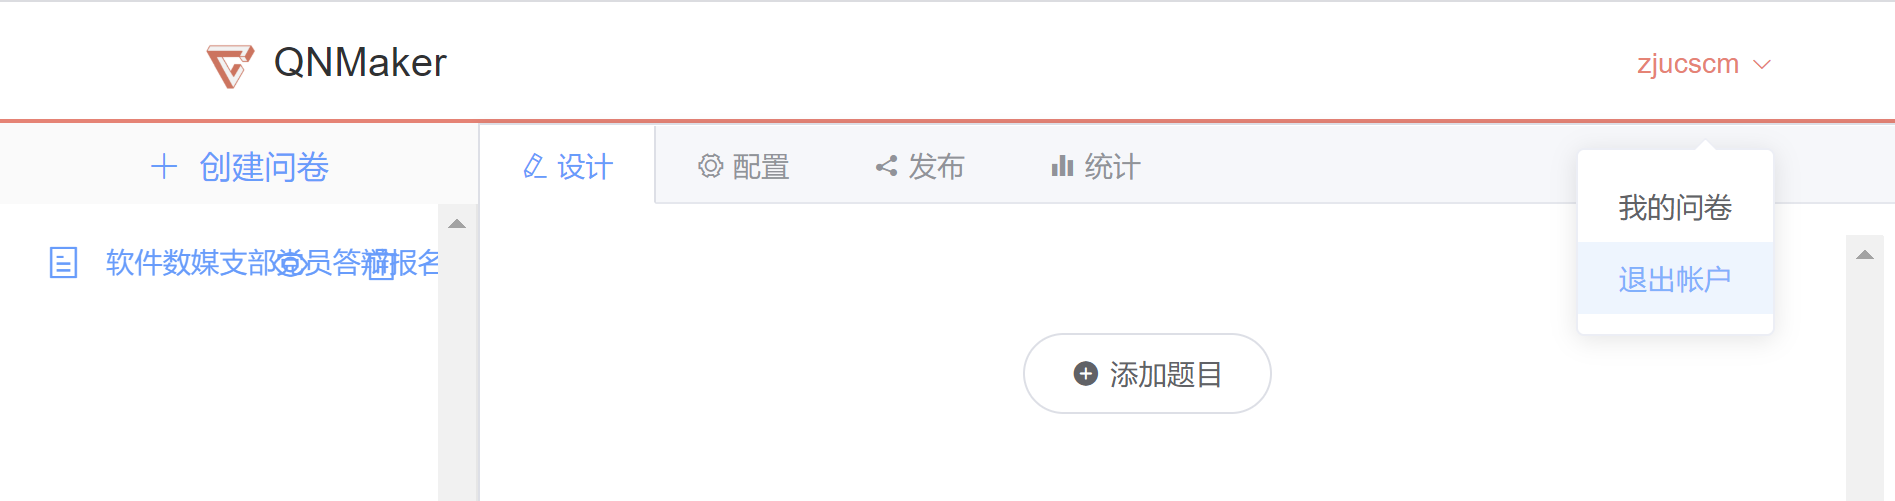 QNMaker
zjucscm
创建问卷
设计
配置
发布
统计
我的问卷
退出帐户
软件数媒支部党员答辩报名
添加题目